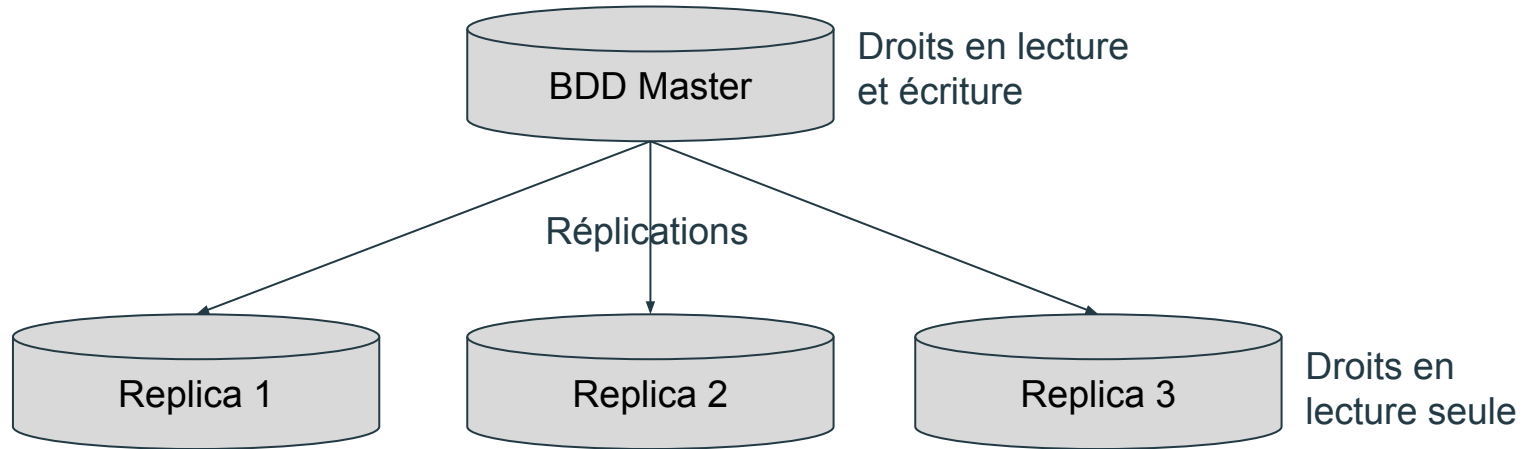 BDD Master
Droits en lecture
et écriture
Réplications
Replica 1
Replica 2
Replica 3
Droits en
lecture seule